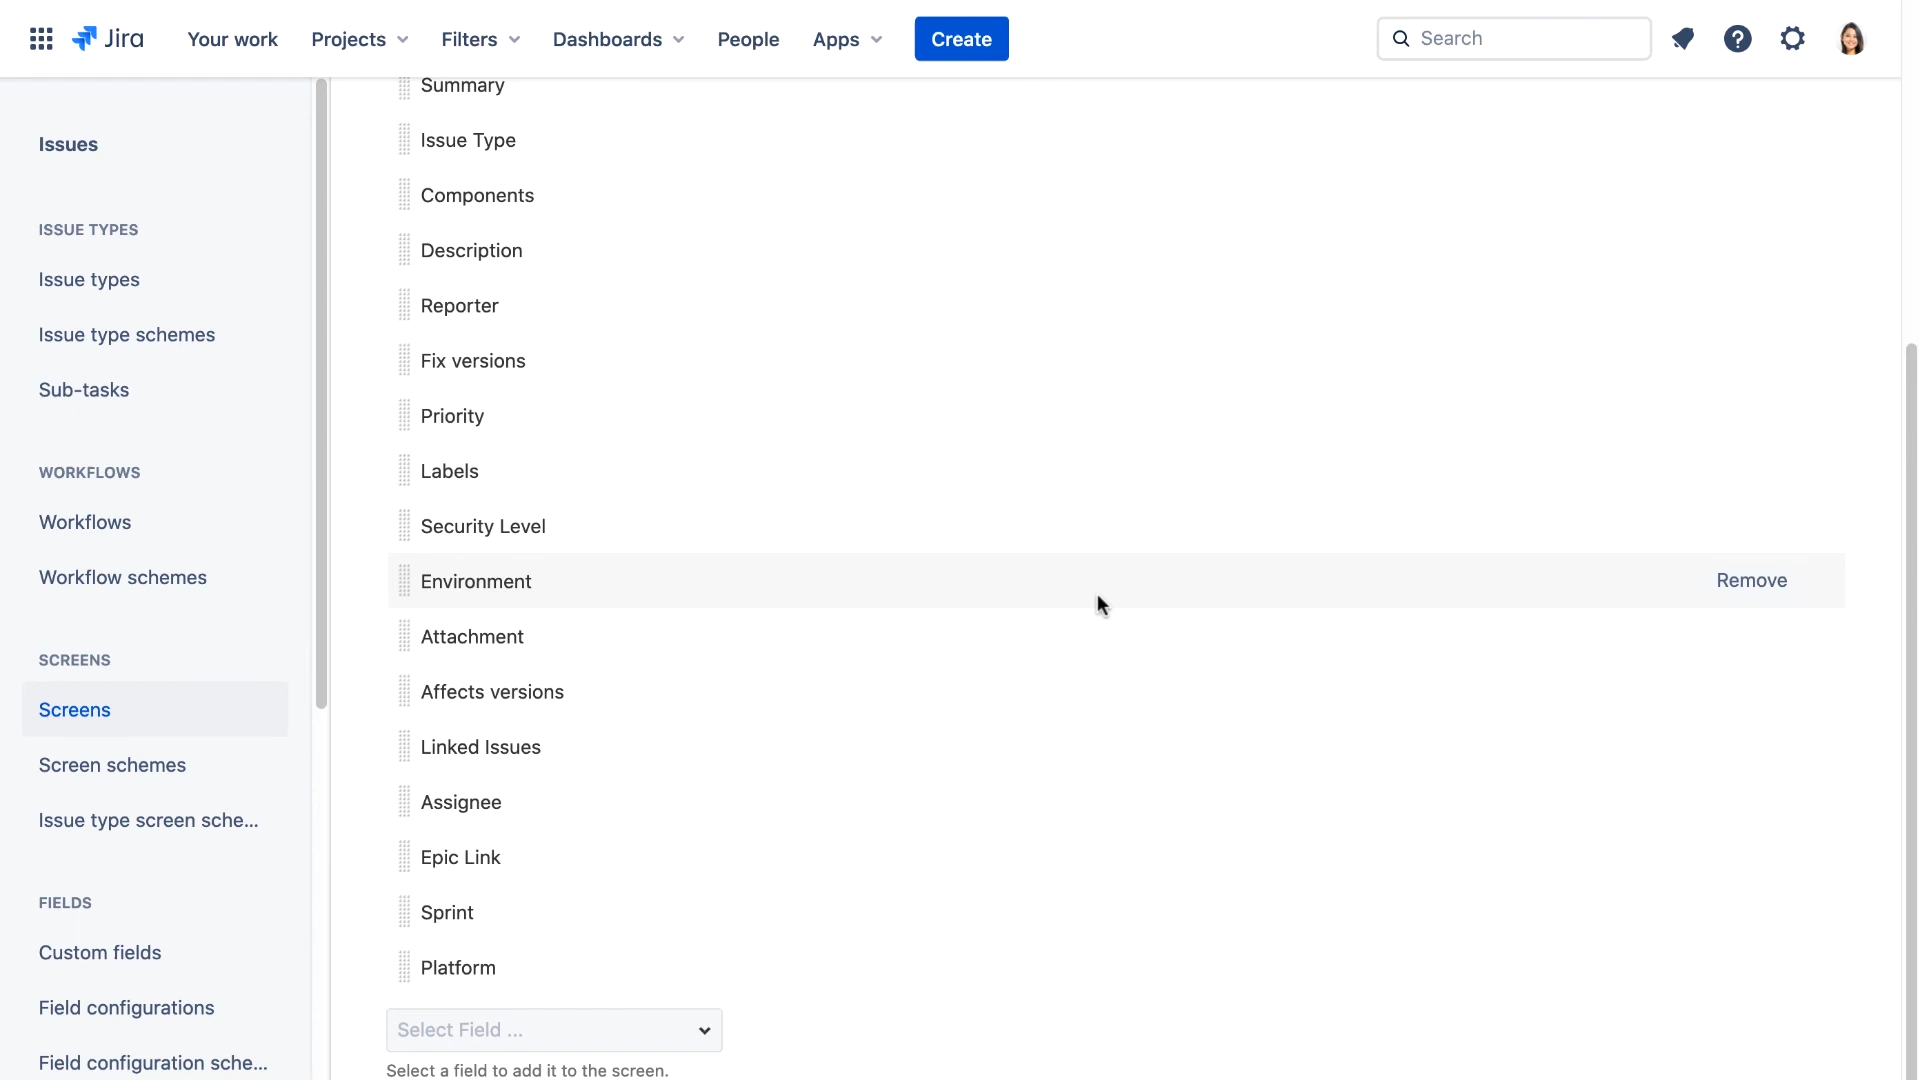 Jira
Your work
Projects
Filters
Dashboards
People
Apps
Create
Search
Issues
ISSUE TYPES
Issue types
Issue type schemes
Sub-tasks
WORKFLOWS
Workflows
Workflow schemes
SCREENS
Screens
Screen schemes
Issue type screen sche...
FIELDS
Custom fields
Field configurations
Field configuration sche...
Summary
Issue Type
Components
Description
Reporter
Fix versions
Priority
Labels
Security Level
Environment
Remove
Attachment
Affects versions
Linked Issues
Assignee
Epic Link
Sprint
Platform
Select Field ...
Select a field to add it to the screen.